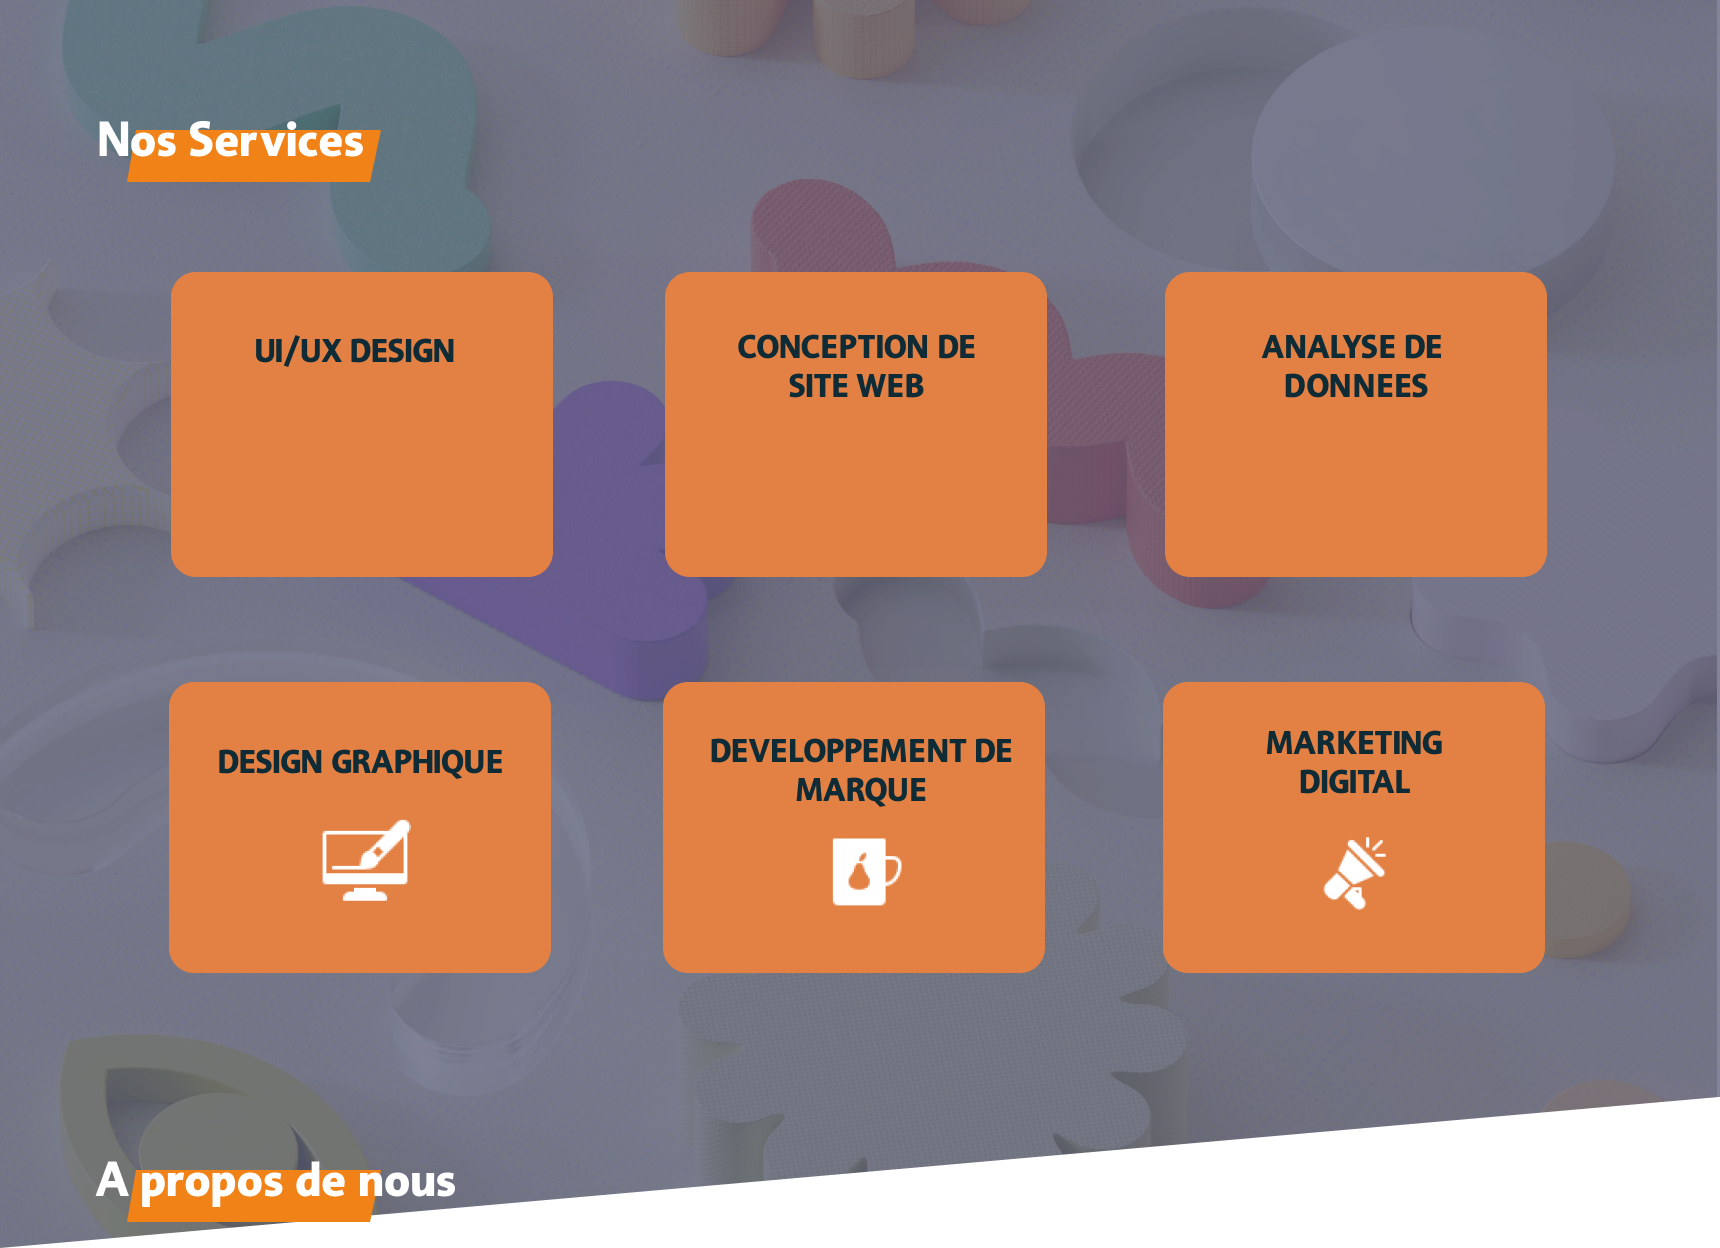 Nos Services
UI/UX DESIGN
CONCEPTION DE
SITE WEB
ANALYSE DE
DONNEES
DESIGN GRAPHIQUE
DEVELOPPEMENT DE
MARQUE
MARKETING
DIGITAL
A propos de nous